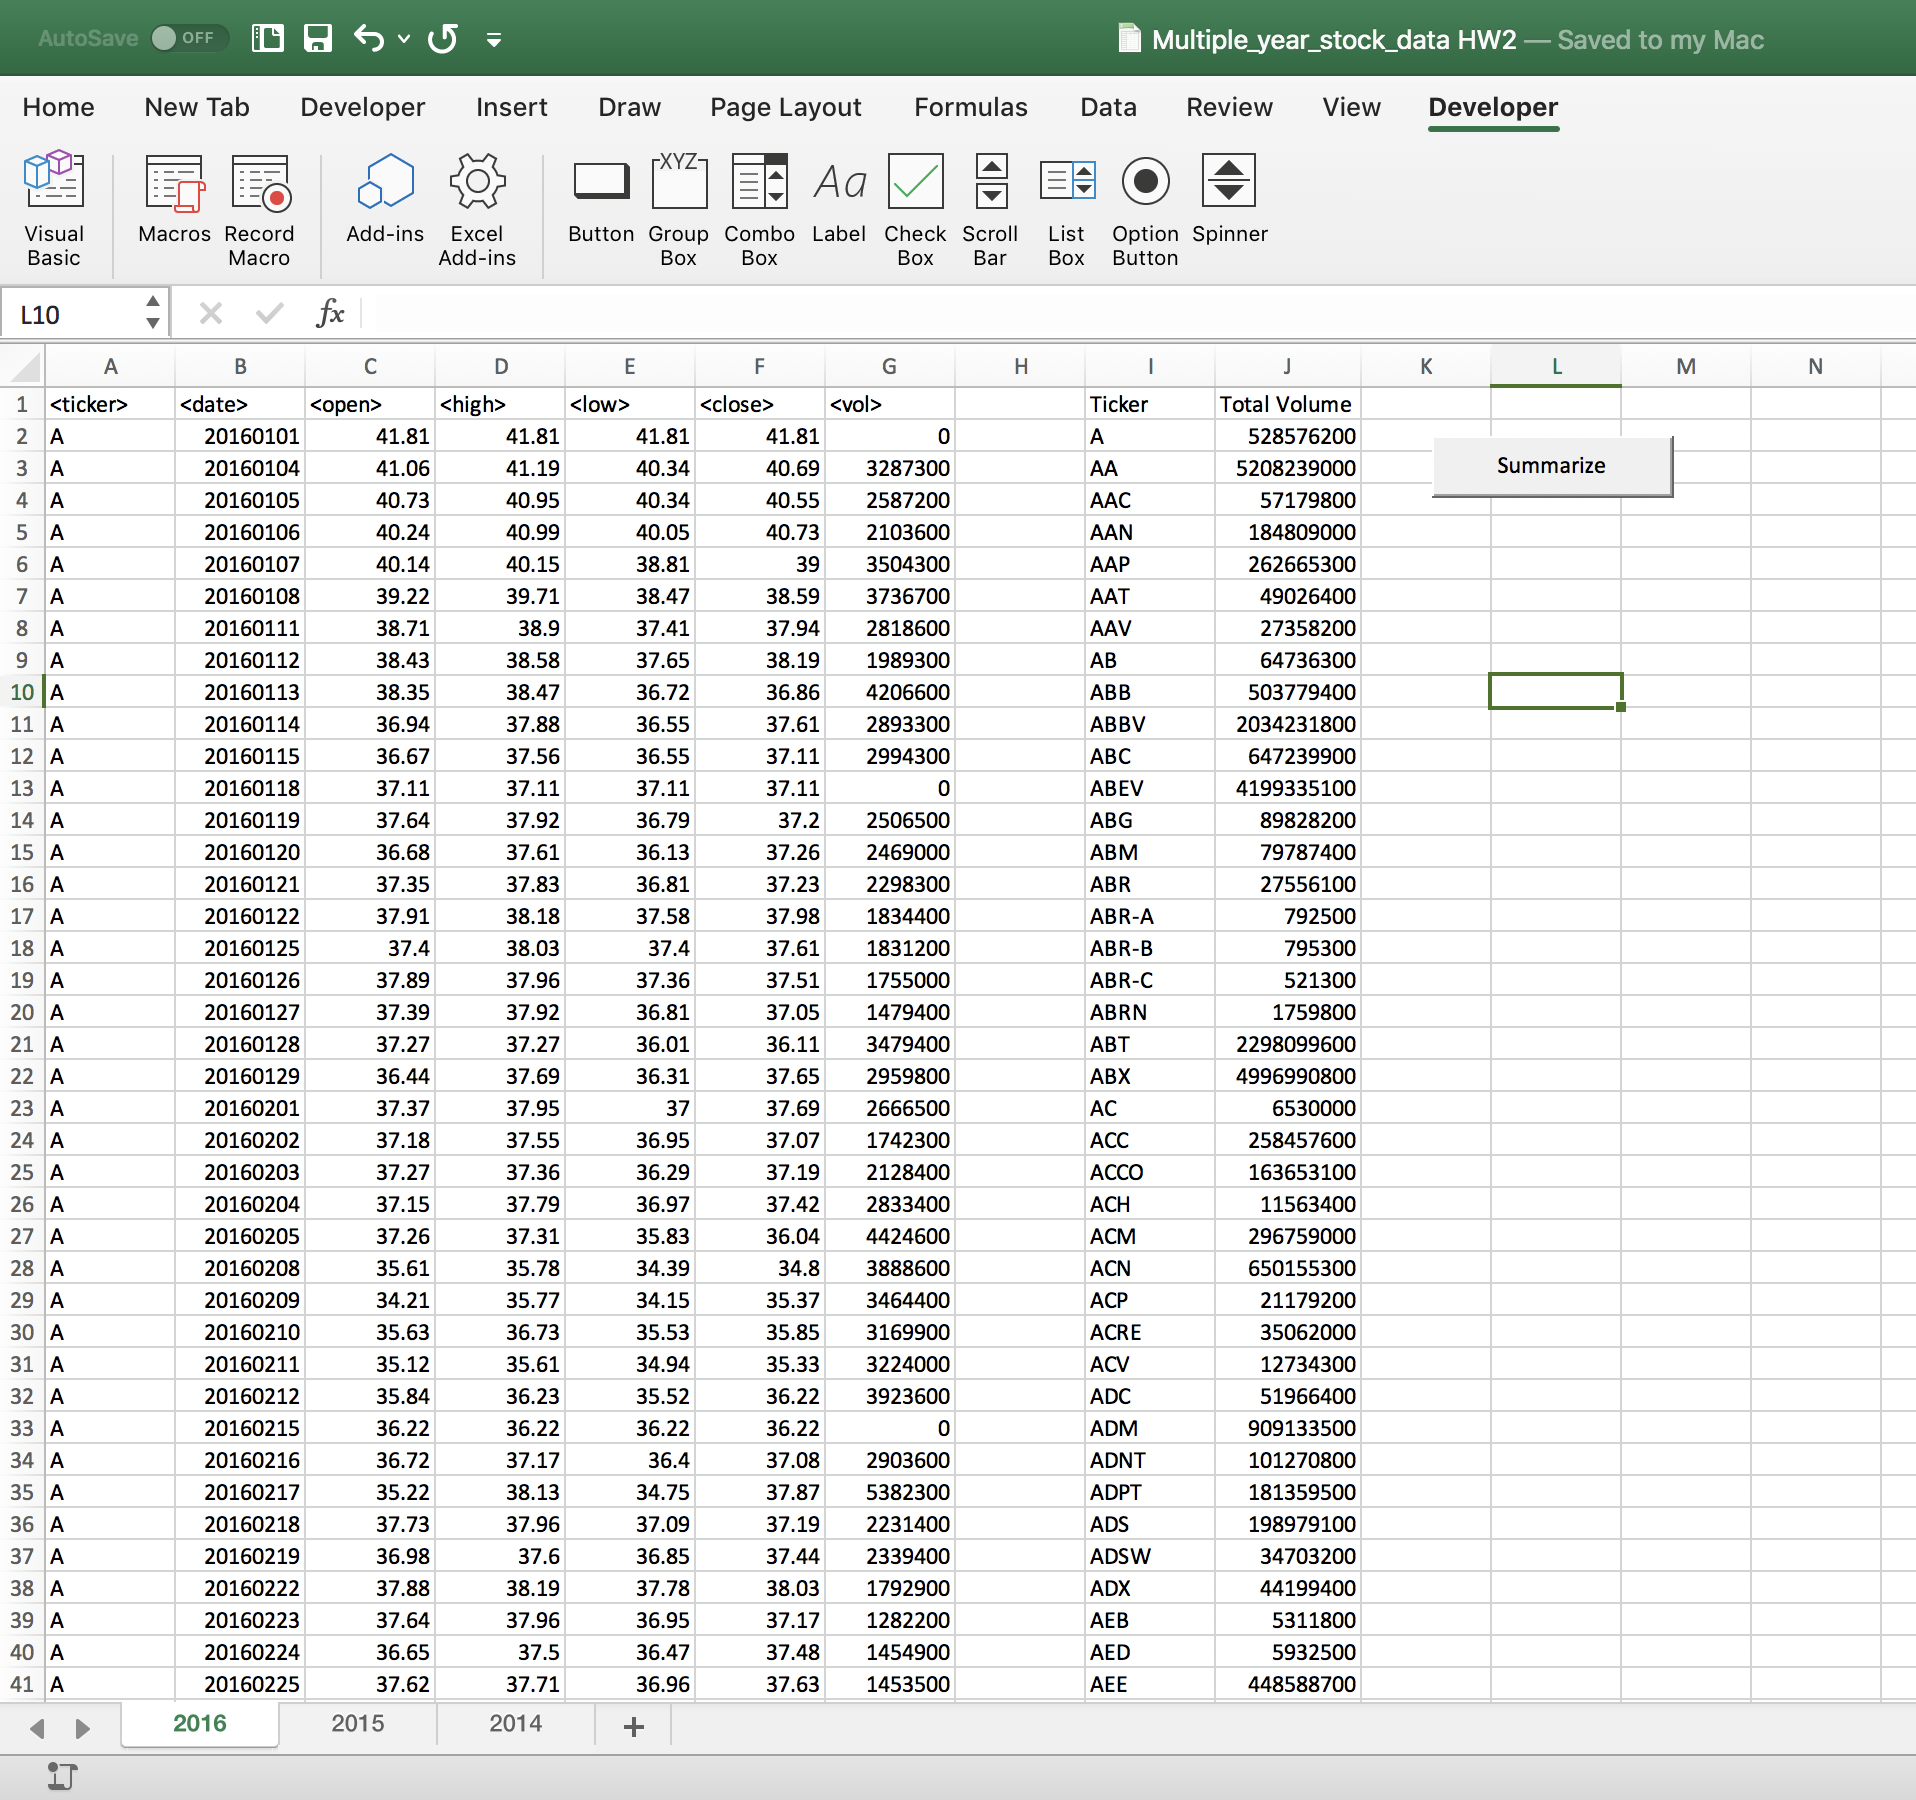 AutoSave OFF Multiple_year_stock_data HW2 — Saved to my Mac
Home New Tab Developer Insert Draw Page Layout Formulas Data Review View Developer
XYZ Aa
Visual Basic Macros Record Macro Add-ins Excel Add-ins Button Group Box Combo Box Label Check Box Scroll Bar List Box Option Button Spinner
L10 fx
A B C D E F G H I J K L M N
1 <ticker> <date> <open> <high> <low> <close> <vol> Ticker Total Volume
2 A 20160101 41.81 41.81 41.81 41.81 0 A 528576200
Summarize
3 A 20160104 41.06 41.19 40.34 40.69 3287300 AA 5208239000
4 A 20160105 40.73 40.95 40.34 40.55 2587200 AAC 57179800
5 A 20160106 40.24 40.99 40.05 40.73 2103600 AAN 184809000
6 A 20160107 40.14 40.15 38.81 39 3504300 AAP 262665300
7 A 20160108 39.22 39.71 38.47 38.59 3736700 AAT 49026400
8 A 20160111 38.71 38.9 37.41 37.94 2818600 AAV 27358200
9 A 20160112 38.43 38.58 37.65 38.19 1989300 AB 64736300
10 A 20160113 38.35 38.47 36.72 36.86 4206600 ABB 503779400
11 A 20160114 36.94 37.88 36.55 37.61 2893300 ABBV 2034231800
12 A 20160115 36.67 37.56 36.55 37.11 2994300 ABC 647239900
13 A 20160118 37.11 37.11 37.11 37.11 0 ABEV 4199335100
14 A 20160119 37.64 37.92 36.79 37.2 2506500 ABG 89828200
15 A 20160120 36.68 37.61 36.13 37.26 2469000 ABM 79787400
16 A 20160121 37.35 37.83 36.81 37.23 2298300 ABR 27556100
17 A 20160122 37.91 38.18 37.58 37.98 1834400 ABR-A 792500
18 A 20160125 37.4 38.03 37.4 37.61 1831200 ABR-B 795300
19 A 20160126 37.89 37.96 37.36 37.51 1755000 ABR-C 521300
20 A 20160127 37.39 37.92 36.81 37.05 1479400 ABRN 1759800
21 A 20160128 37.27 37.27 36.01 36.11 3479400 ABT 2298099600
22 A 20160129 36.44 37.69 36.31 37.65 2959800 ABX 4996990800
23 A 20160201 37.37 37.95 37 37.69 2666500 AC 6530000
24 A 20160202 37.18 37.55 36.95 37.07 1742300 ACC 258457600
25 A 20160203 37.27 37.36 36.29 37.19 2128400 ACCO 163653100
26 A 20160204 37.15 37.79 36.97 37.42 2833400 ACH 11563400
27 A 20160205 37.26 37.31 35.83 36.04 4424600 ACM 296759000
28 A 20160208 35.61 35.78 34.39 34.8 3888600 ACN 650155300
29 A 20160209 34.21 35.77 34.15 35.37 3464400 ACP 21179200
30 A 20160210 35.63 36.73 35.53 35.85 3169900 ACRE 35062000
31 A 20160211 35.12 35.61 34.94 35.33 3224000 ACV 12734300
32 A 20160212 35.84 36.23 35.52 36.22 3923600 ADC 51966400
33 A 20160215 36.22 36.22 36.22 36.22 0 ADM 909133500
34 A 20160216 36.72 37.17 36.4 37.08 2903600 ADNT 101270800
35 A 20160217 35.22 38.13 34.75 37.87 5382300 ADPT 181359500
36 A 20160218 37.73 37.96 37.09 37.19 2231400 ADS 198979100
37 A 20160219 36.98 37.6 36.85 37.44 2339400 ADSW 34703200
38 A 20160222 37.88 38.19 37.78 38.03 1792900 ADX 44199400
39 A 20160223 37.64 37.96 36.95 37.17 1282200 AEB 5311800
40 A 20160224 36.65 37.5 36.47 37.48 1454900 AED 5932500
41 A 20160225 37.62 37.71 36.96 37.63 1453500 AEE 448588700
2016 2015 2014 +